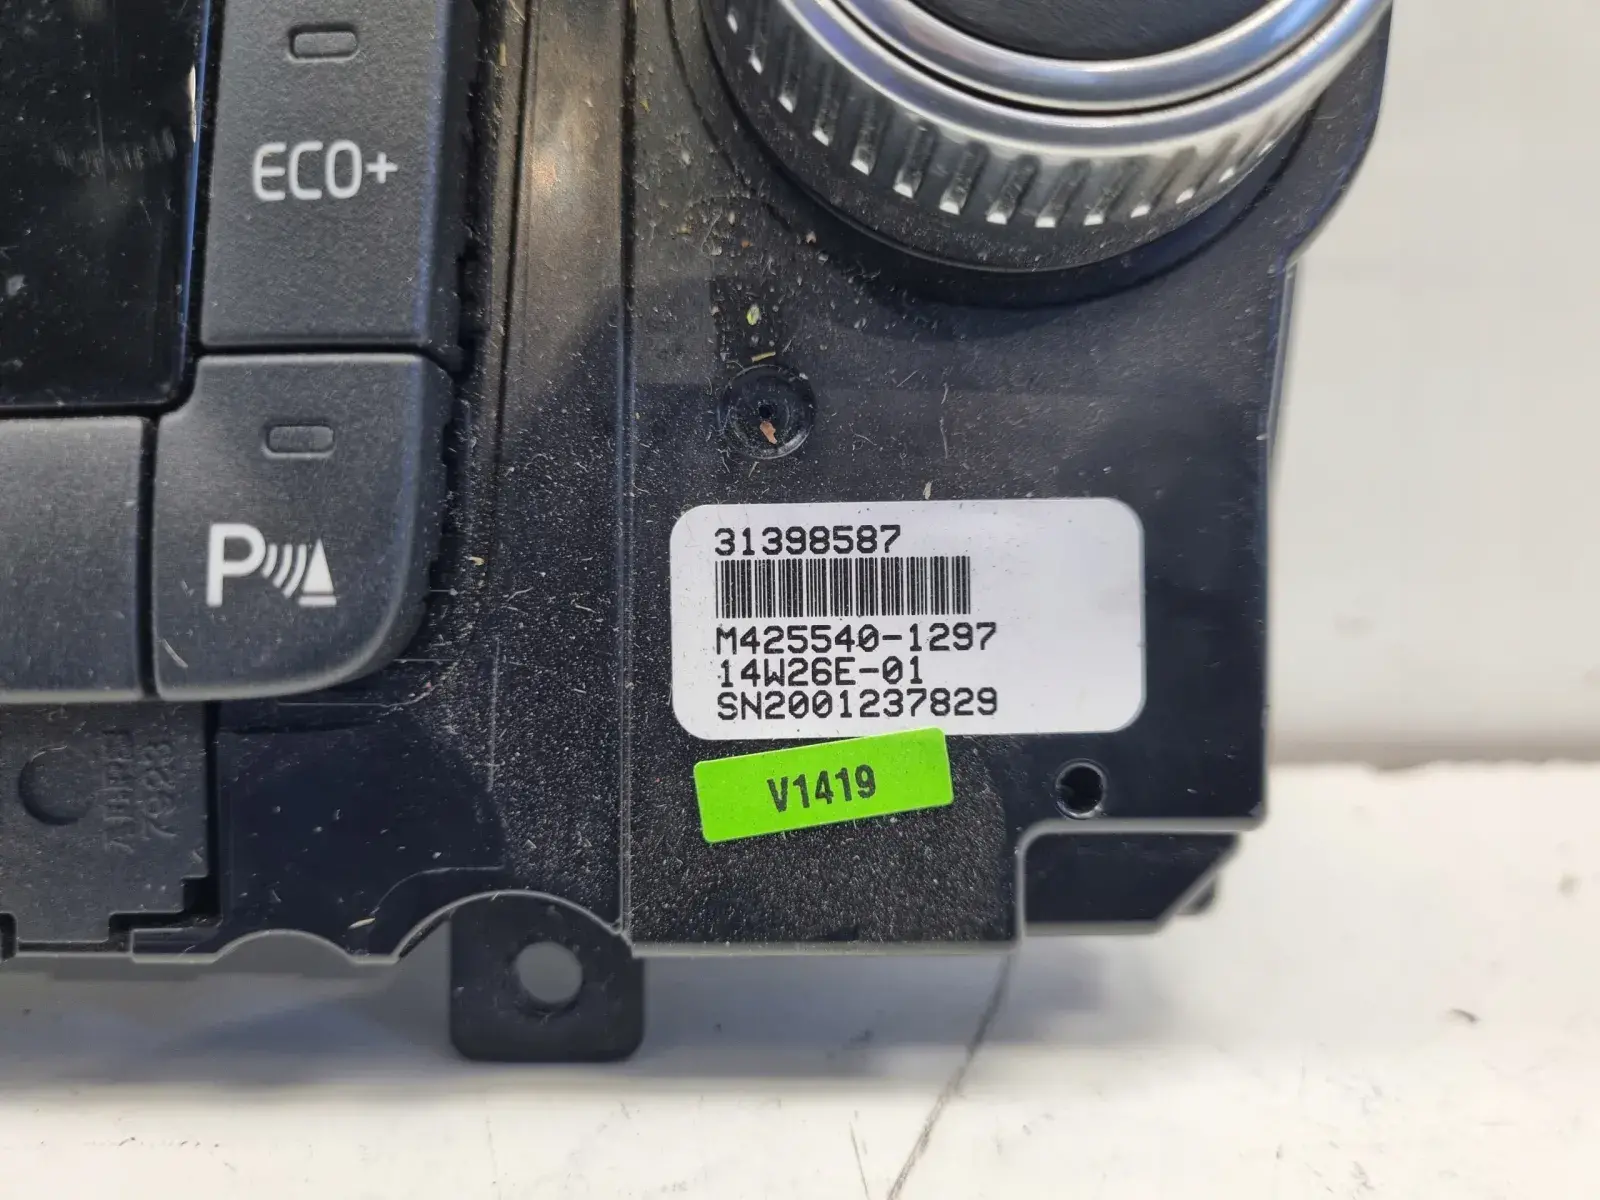 ECO+
P
31398587
M425540-1297
14W26E-01
SN2001237829
V1419